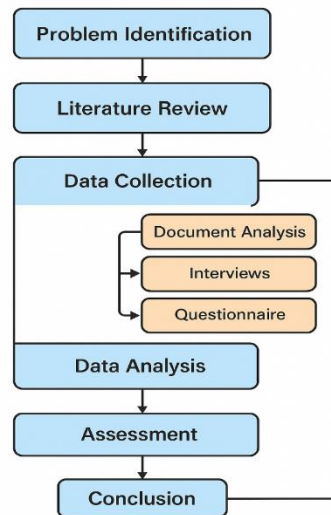 Problem Identification
Literature Review
Data Collection
Document Analysis
Interviews
Questionnaire
Data Analysis
Assessment
Conclusion